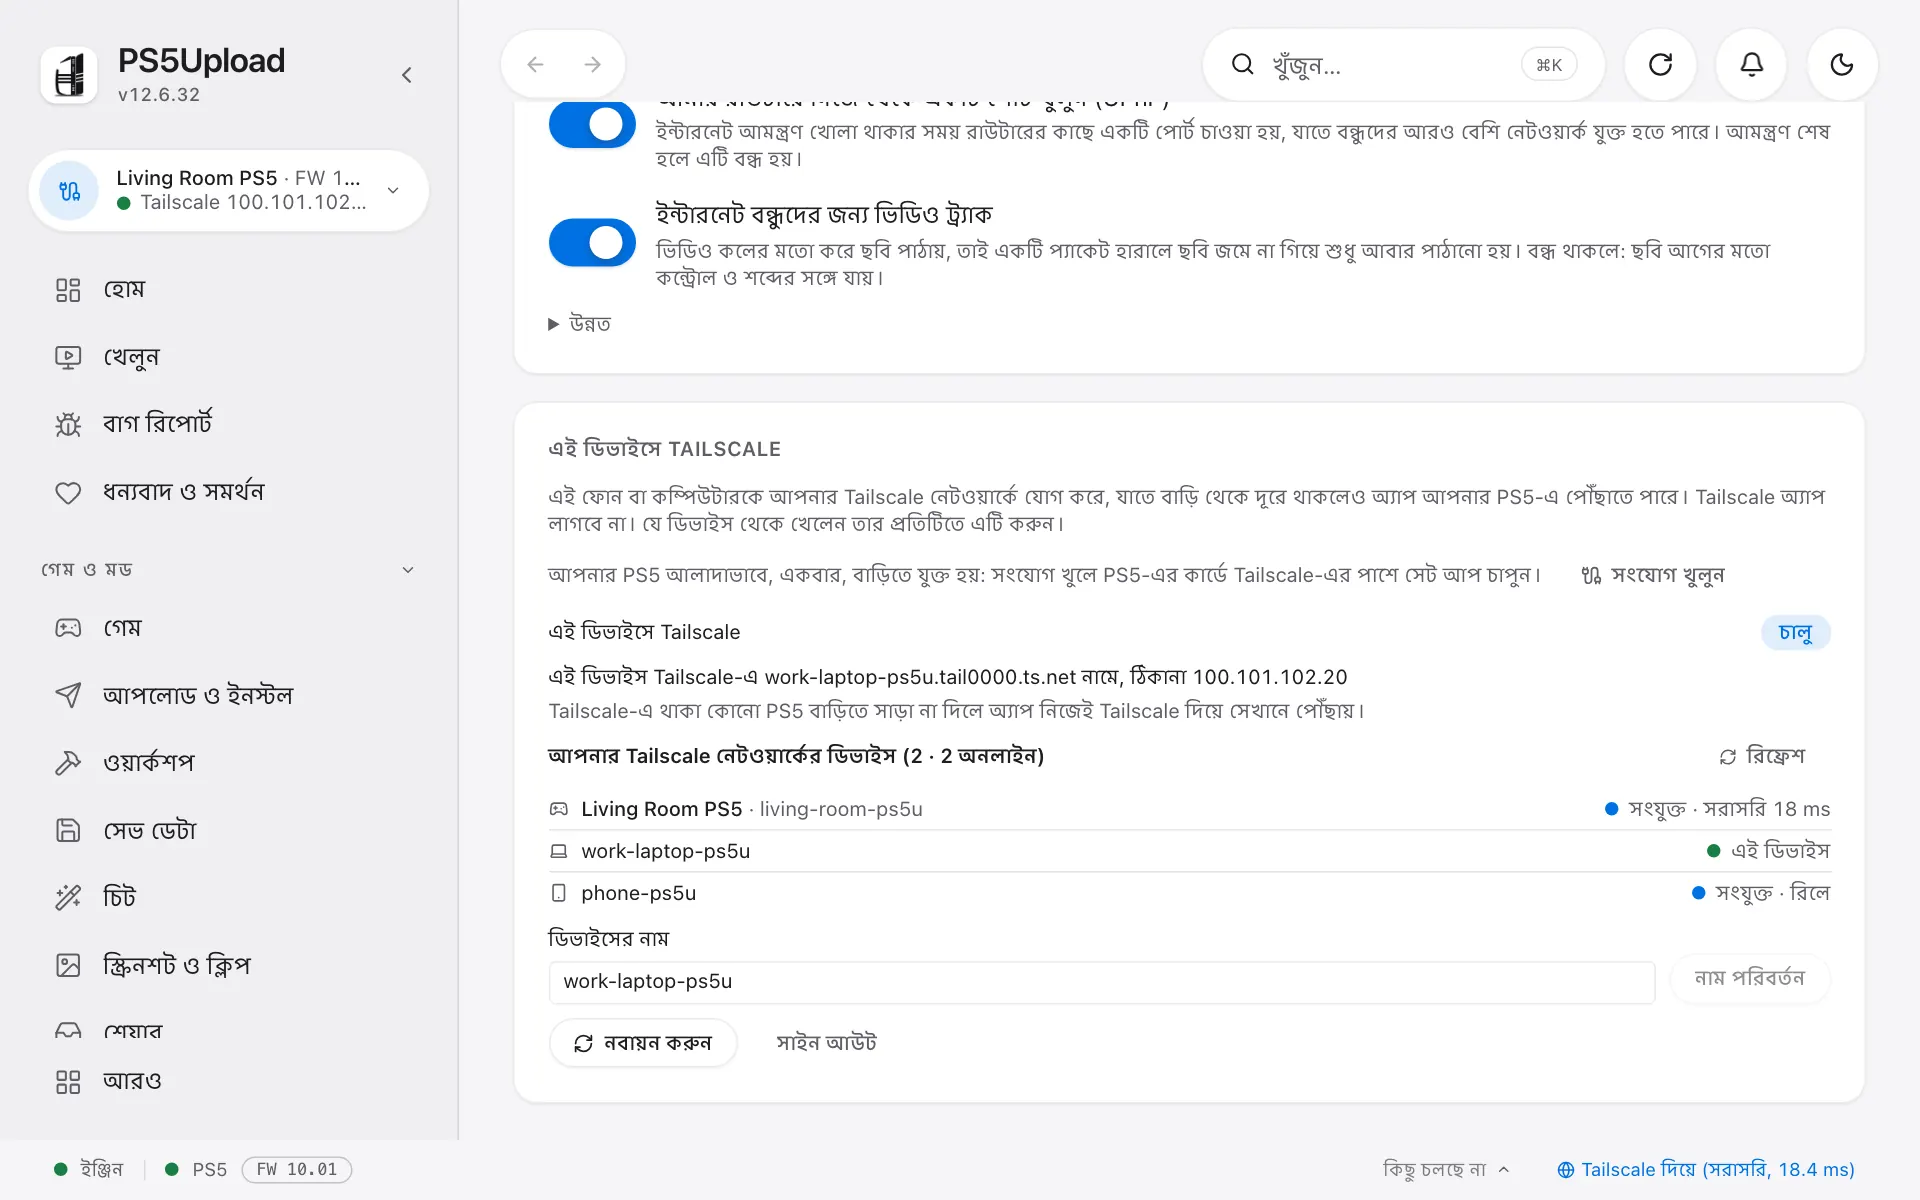 PS5Upload
v12.6.32
Living Room PS5 · FW 1...
Tailscale 100.101.102...
হোম
খেলুন
বাগ রিপোর্ট
ধন্যবাদ ও সমর্থন
গেম ও মড
গেম
আপলোড ও ইনস্টল
ওয়ার্কশপ
সেভ ডেটা
চিট
স্ক্রিনশট ও ক্লিপ
শেয়ার
আরও
খুঁজুন...
⌘K
ইন্টারনেট আমন্ত্রণ খোলা থাকার সময় রাউটারের কাছে একটি পোর্ট চাওয়া হয়, যাতে বন্ধুদের আরও বেশি নেটওয়ার্ক যুক্ত হতে পারে। আমন্ত্রণ শেষ
হলে এটি বন্ধ হয়।
ইন্টারনেট বন্ধুদের জন্য ভিডিও ট্র্যাক
ভিডিও কলের মতো করে ছবি পাঠায়, তাই একটি প্যাকেট হারালে ছবি জমে না গিয়ে শুধু আবার পাঠানো হয়। বন্ধ থাকলে: ছবি আগের মতো
কন্ট্রোল ও শব্দের সঙ্গে যায়।
উন্নত
এই ডিভাইসে TAILSCALE
এই ফোন বা কম্পিউটারকে আপনার Tailscale নেটওয়ার্কে যোগ করে, যাতে বাড়ি থেকে দূরে থাকলেও অ্যাপ আপনার PS5-এ পৌঁছাতে পারে। Tailscale অ্যাপ
লাগবে না। যে ডিভাইস থেকে খেলেন তার প্রতিটিতে এটি করুন।
আপনার PS5 আলাদাভাবে, একবার, বাড়িতে যুক্ত হয়: সংযোগ খুলে PS5-এর কার্ডে Tailscale-এর পাশে সেট আপ চাপুন।
সংযোগ খুলুন
এই ডিভাইসে Tailscale
চালু
এই ডিভাইস Tailscale-এ work-laptop-ps5u.tail0000.ts.net নামে, ঠিকানা 100.101.102.20
Tailscale-এ থাকা কোনো PS5 বাড়িতে সাড়া না দিলে অ্যাপ নিজেই Tailscale দিয়ে সেখানে পৌঁছায়।
আপনার Tailscale নেটওয়ার্কের ডিভাইস (2 · 2 অনলাইন)
রিফ্রেশ
Living Room PS5 · living-room-ps5u
সংযুক্ত · সরাসরি 18 ms
work-laptop-ps5u
এই ডিভাইস
phone-ps5u
সংযুক্ত · রিলে
ডিভাইসের নাম
work-laptop-ps5u
নাম পরিবর্তন
নবায়ন করুন
সাইন আউট
ইঞ্জিন
PS5
FW 10.01
কিছু চলছে না
Tailscale দিয়ে (সরাসরি, 18.4 ms)